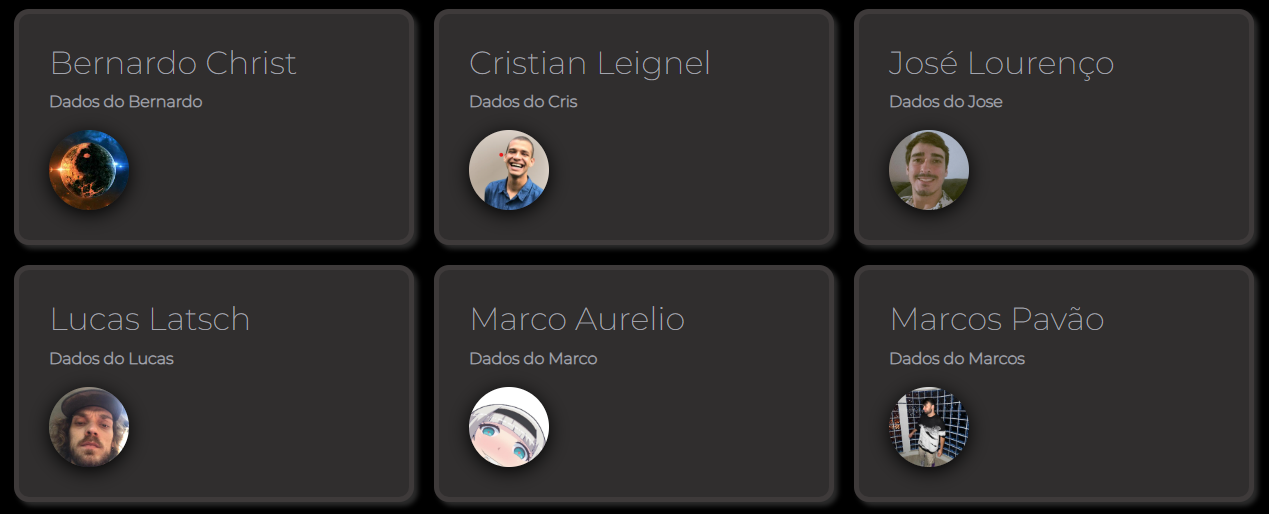 Bernardo Christ
Dados do Bernardo
Cristian Leignel
Dados do Cris
José Lourenço
Dados do Jose
Lucas Latsch
Dados do Lucas
Marco Aurelio
Dados do Marco
Marcos Pavão
Dados do Marcos